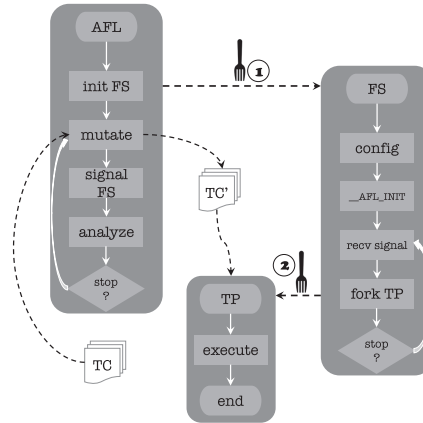 AFL
init FS
mutate
signal
FS
analyze
stop
?
TC
TC'
1
2
TP
execute
end
FS
config
__AFL_INIT
recv signal
fork TP
stop
?